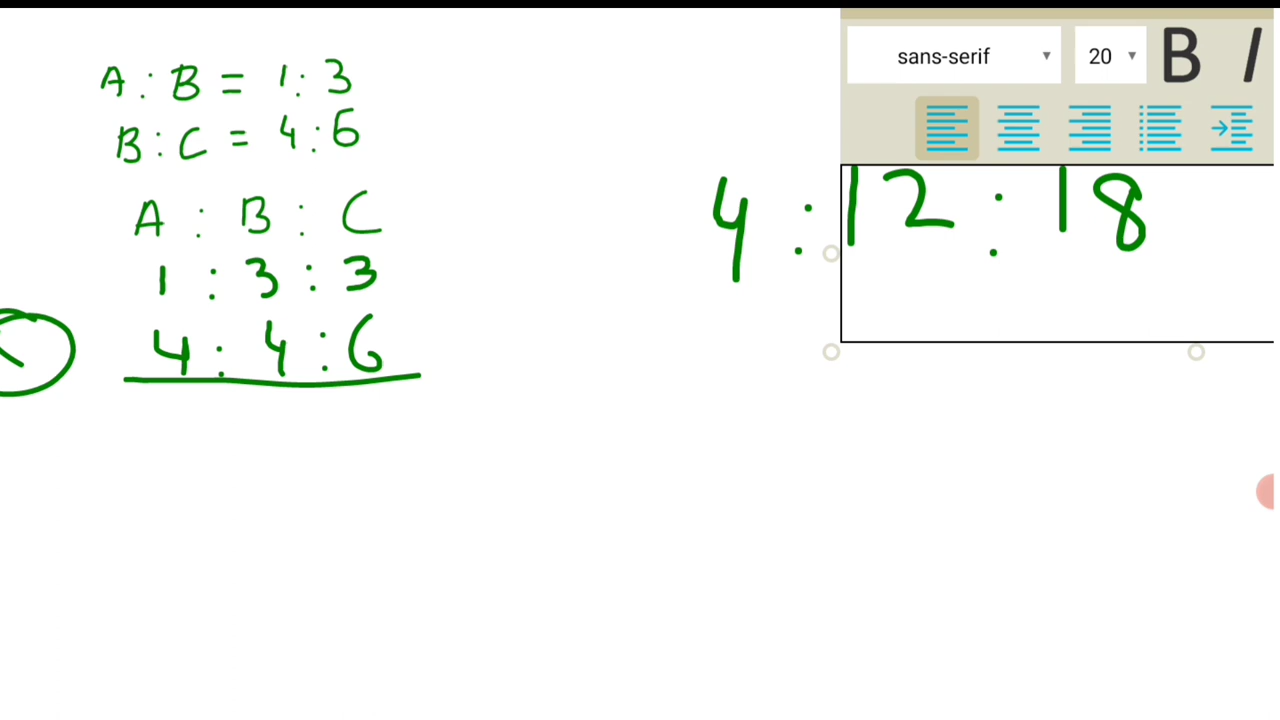 A : B = 1 : 3
B : C = 4 : 6
A : B : C
1 : 3 : 3
4 : 4 : 6
sans-serif 20 B I
4 : 12 : 18